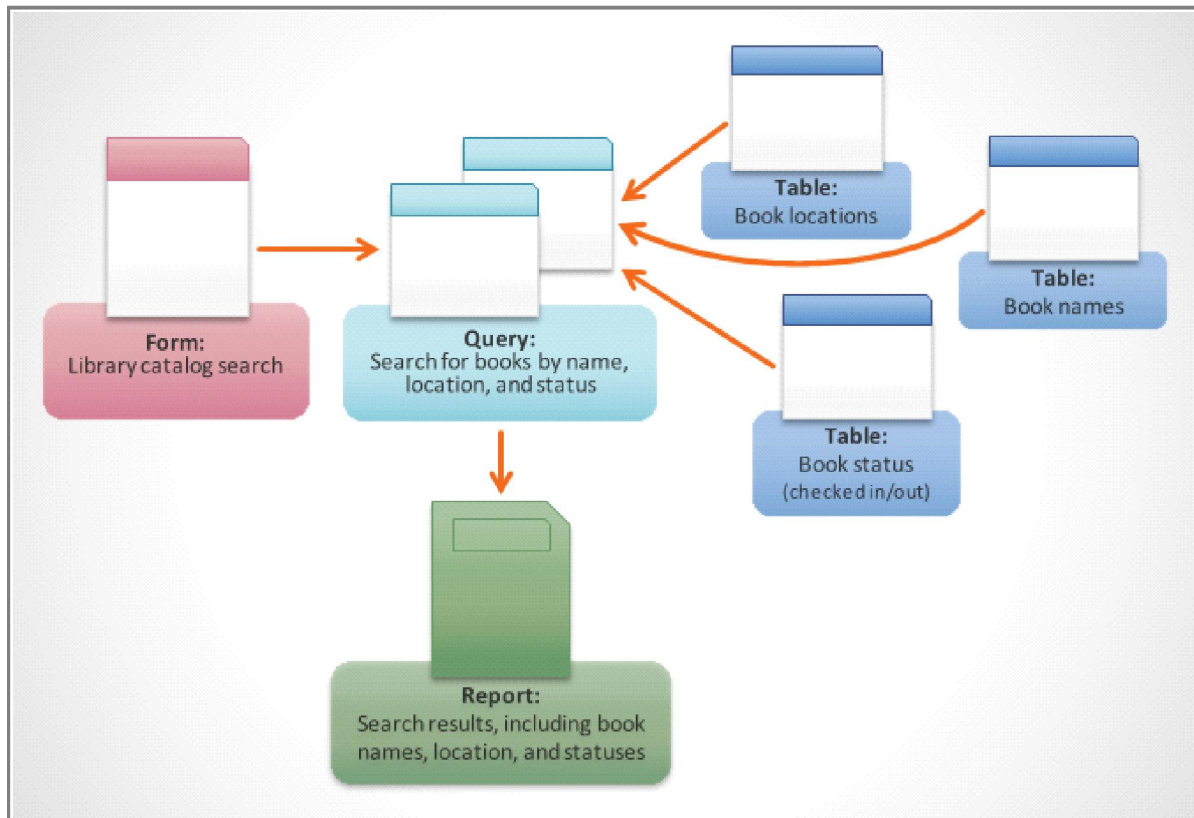 Form:
Library catalog search
Query:
Search for books by name,
location, and status
Table:
Book locations
Table:
Book names
Table:
Book status
(checked in/out)
Report:
Search results, including book
names, location, and statuses